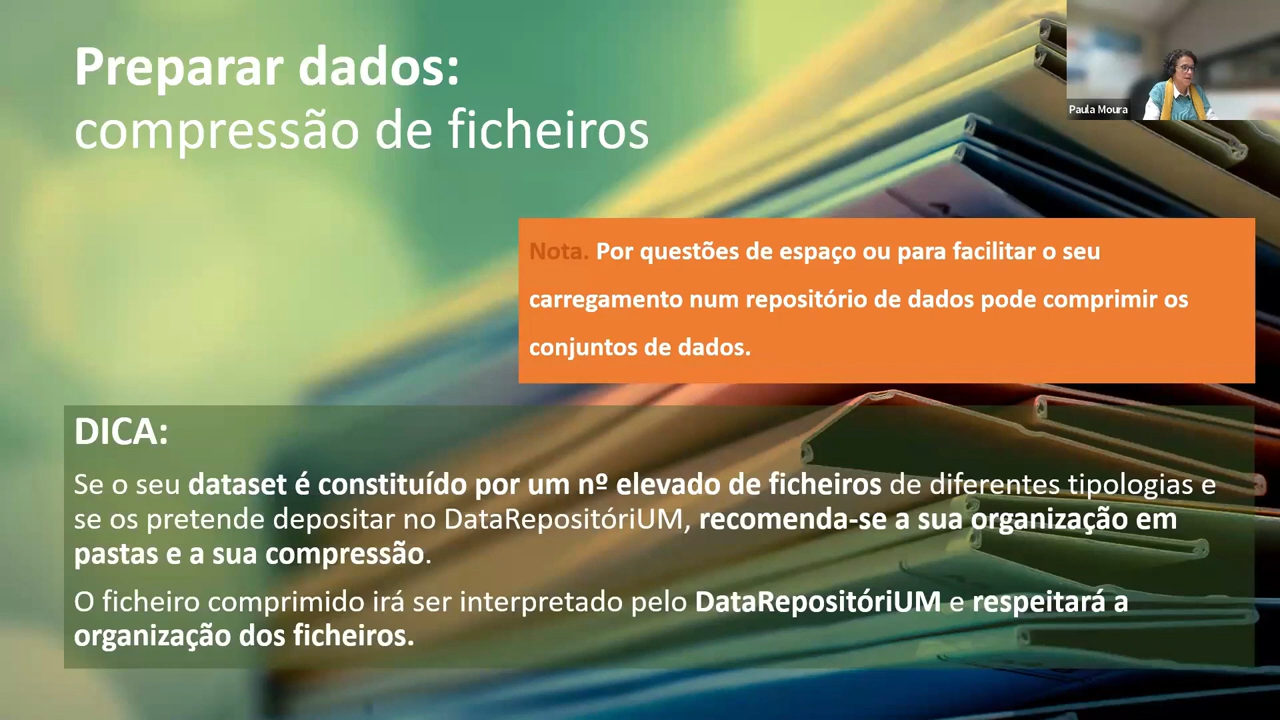 Preparar dados:
compressão de ficheiros
Paula Moura
Nota. Por questões de espaço ou para facilitar o seu
carregamento num repositório de dados pode comprimir os
conjuntos de dados.
DICA:
Se o seu dataset é constituído por um nº elevado de ficheiros de diferentes tipologias e
se os pretende depositar no DataRepositóriUM, recomenda-se a sua organização em
pastas e a sua compressão.
O ficheiro comprimido irá ser interpretado pelo DataRepositóriUM e respeitará a
organização dos ficheiros.